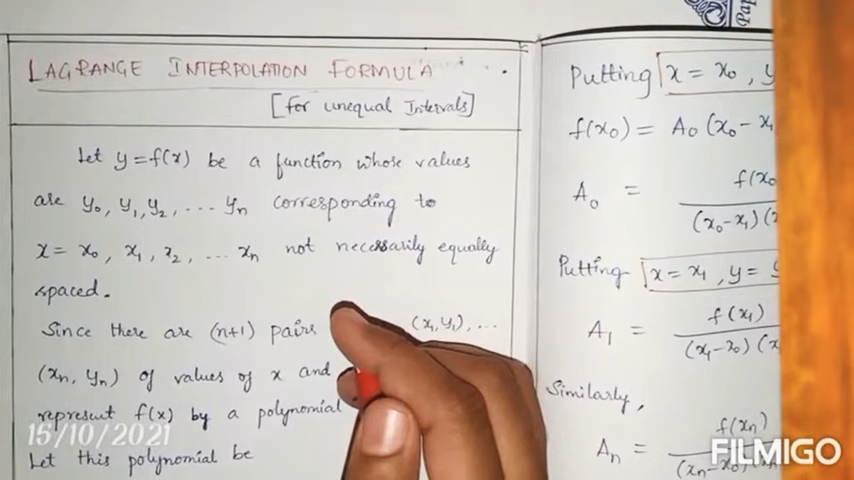 LAGRANGE INTERPOLATION FORMULA
[for unequal Intervals]
Let y = f(x) be a function whose values
are y₀, y₁, y₂, ... yₙ corresponding to
x = x₀, x₁, x₂, ... xₙ not necessarily equally
spaced.
Since there are (n+1) pairs (x₁, y₁), ...
(xₙ, yₙ) of values of x and
represent f(x) by a polynomial
Let this polynomial be
15/10/2021
Putting x = x₀, y
f(x₀) = A₀ (x₀ - x₁
A₀ = f(x₀ / (x₀-x₁)(x
Putting x = x₁, y =
A₁ = f(x₁) / (x₁-x₀)(x
Similarly,
Aₙ = f(xₙ) / (xₙ-x₀
FILMIGO